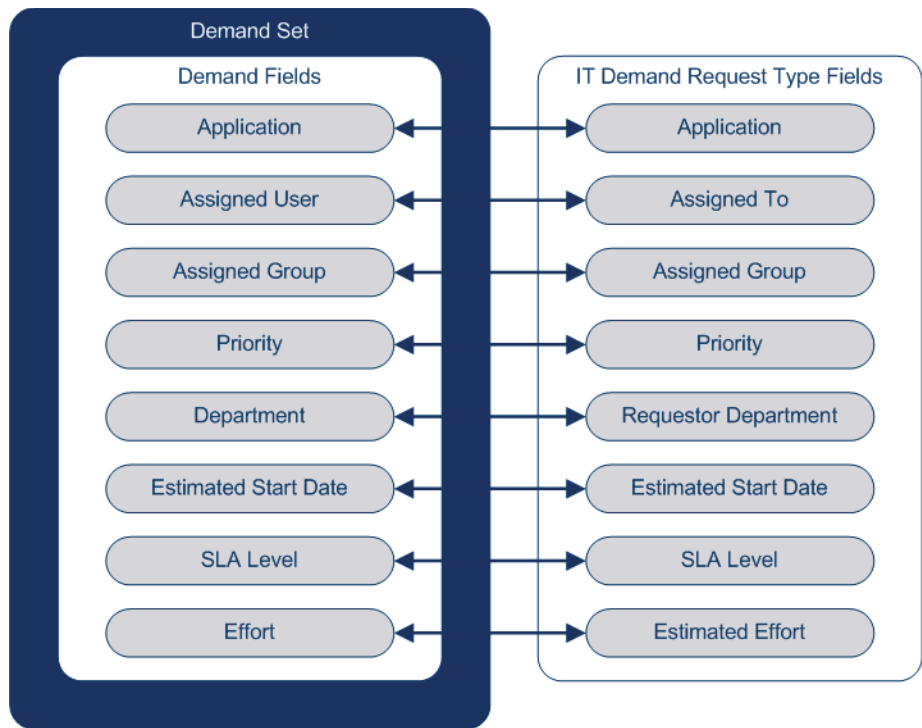 Demand Set
Demand Fields
IT Demand Request Type Fields
Application
Application
Assigned User
Assigned To
Assigned Group
Assigned Group
Priority
Priority
Department
Requestor Department
Estimated Start Date
Estimated Start Date
SLA Level
SLA Level
Effort
Estimated Effort